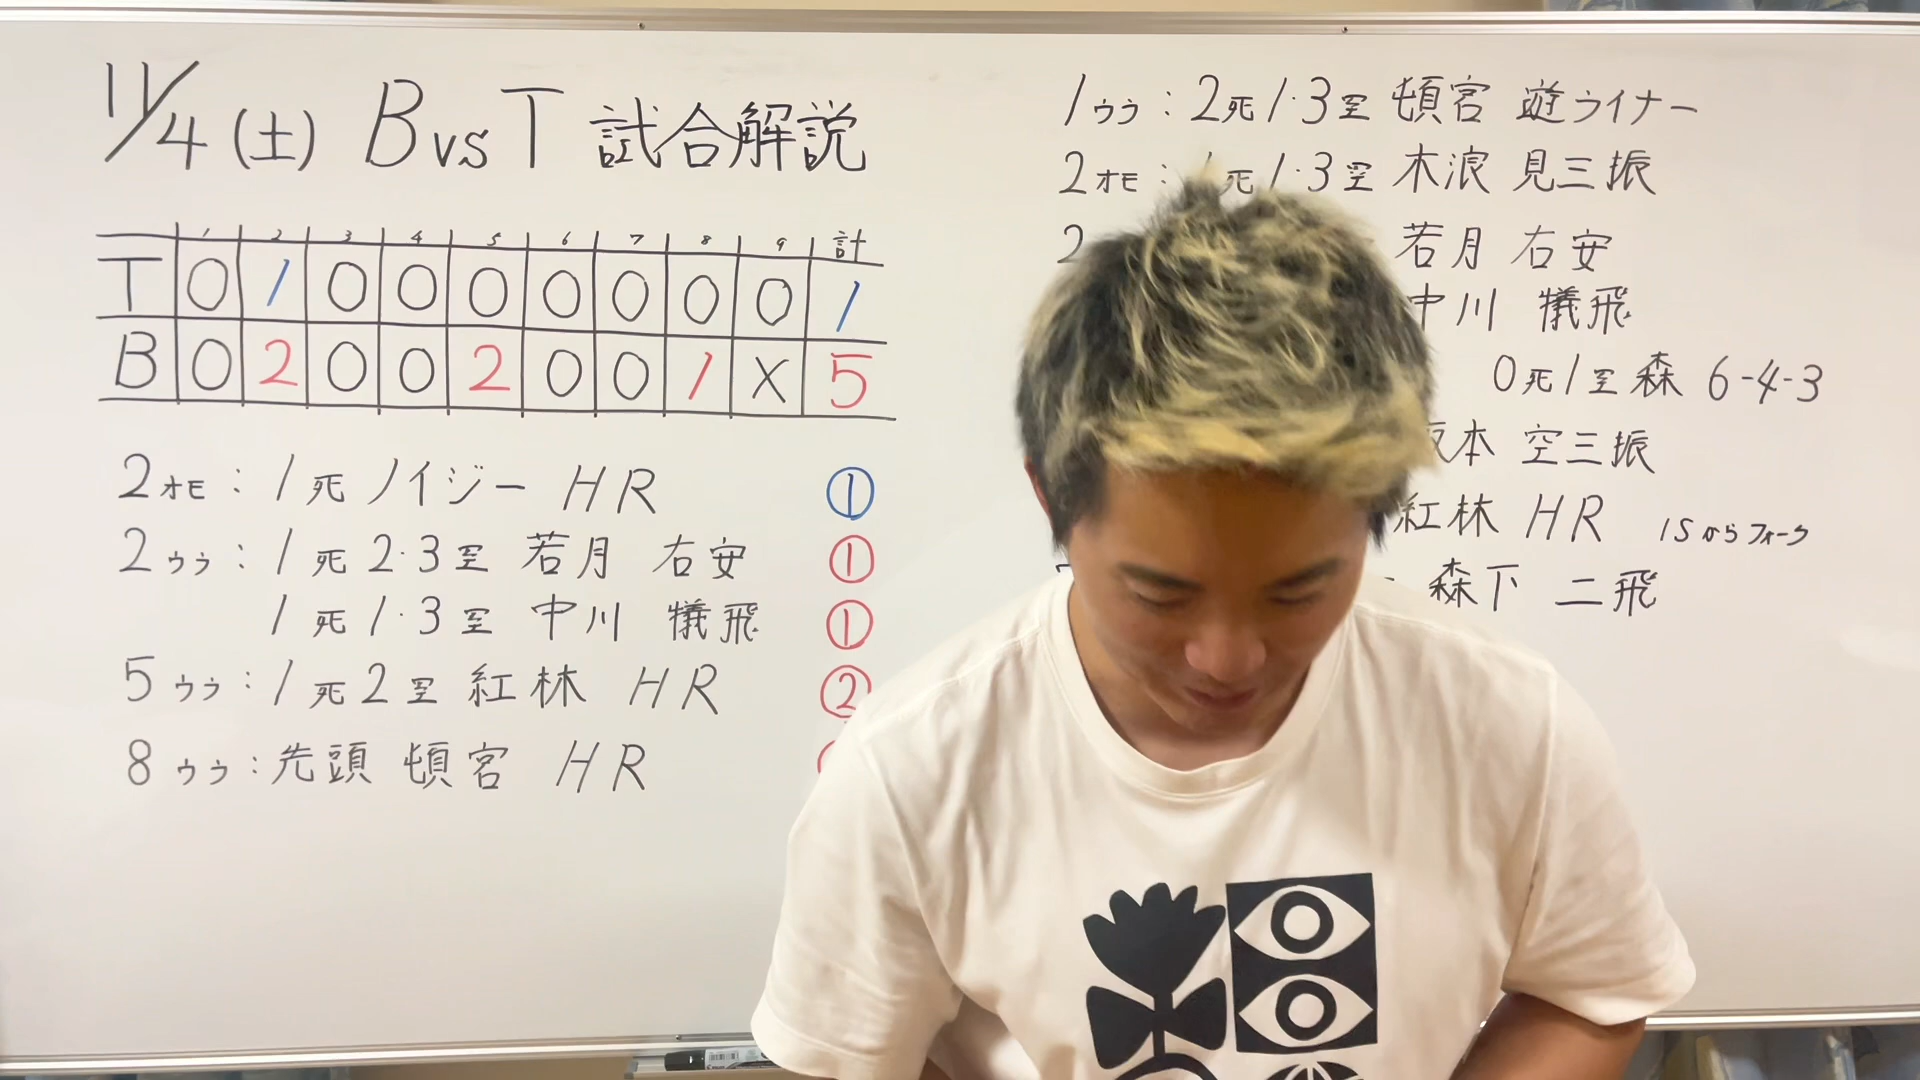 11/4(土) B vs T 試合解説
1 2 3 4 5 6 7 8 9 計
T 0 1 0 0 0 0 0 0 0 1
B 0 2 0 0 2 0 0 1 X 5
2オモ：1死 ノイジー HR ①
2ウラ：1死2・3塁 若月 右安 ①
1死1・3塁 中川 犠飛 ①
5ウラ：1死2塁 紅林 HR ②
8ウラ：先頭 頓宮 HR
1ウラ：2死1・3塁 頓宮 遊ライナー
2オモ：1死1・3塁 木浪 見三振
2 若月 右安
中川 犠飛
0死1塁 森 6-4-3
坂本 空三振
紅林 HR 1Sからフォーク
：森下 二飛